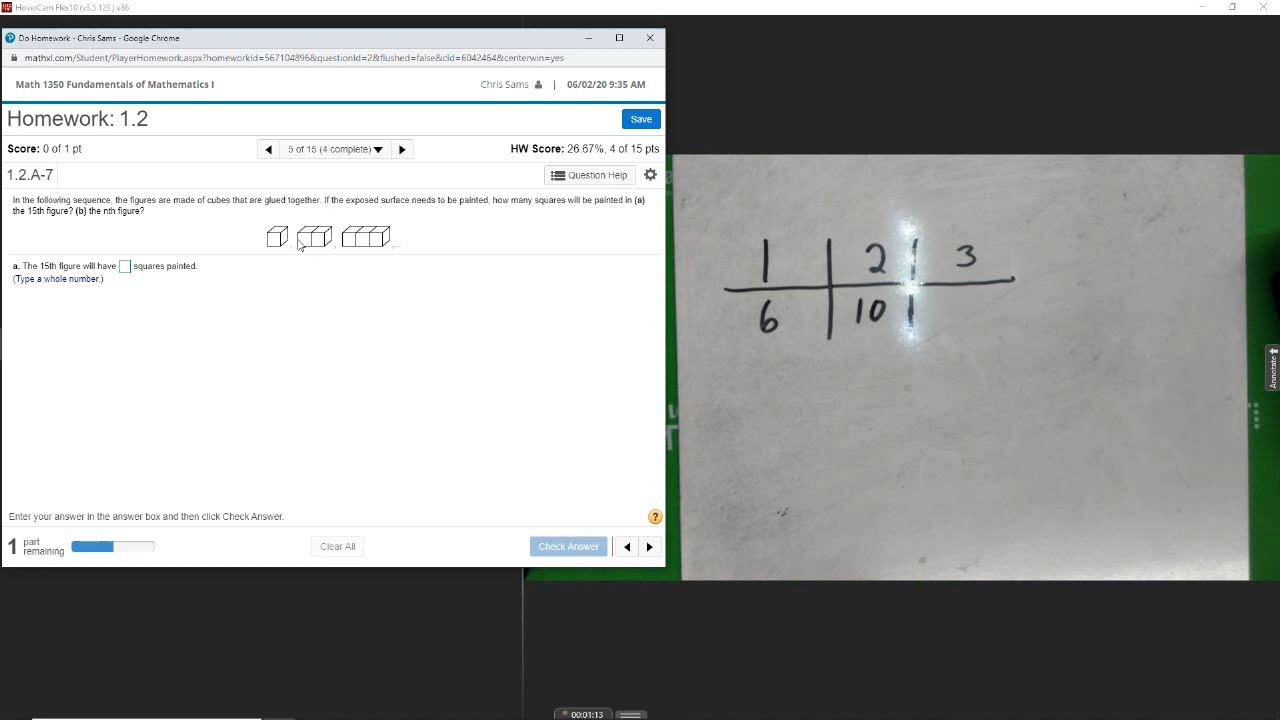 HoverCam Flex10 (v3.5.123 ) x86
Do Homework - Chris Sams - Google Chrome
mathxl.com/Student/PlayerHomework.aspx?homeworkId=567104896&questionId=2&flushed=false&cId=6042464&centerwin=yes
Math 1350 Fundamentals of Mathematics I
Chris Sams | 06/02/20 9:35 AM
Homework: 1.2
Save
Score: 0 of 1 pt
5 of 15 (4 complete)
HW Score: 26.67%, 4 of 15 pts
1.2.A-7
Question Help
In the following sequence, the figures are made of cubes that are glued together. If the exposed surface needs to be painted, how many squares will be painted in (a)
the 15th figure? (b) the nth figure?
, , ,...
a. The 15th figure will have squares painted.
(Type a whole number.)
Enter your answer in the answer box and then click Check Answer.
?
1 part
remaining
Clear All
Check Answer
1 2 3
6 10
Annotate
00:01:13